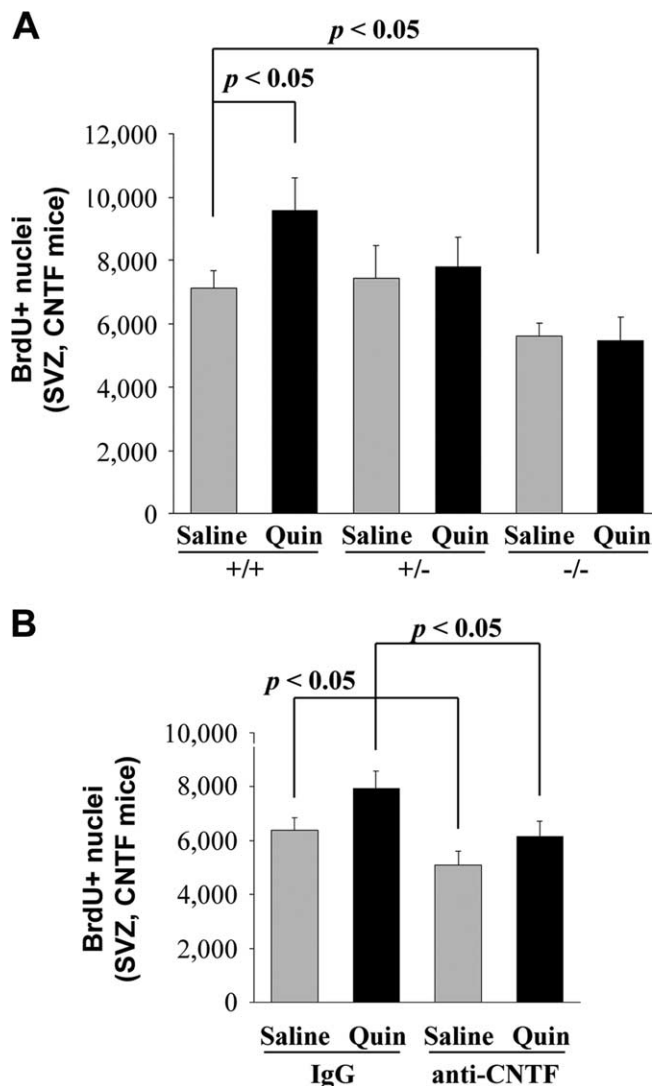 A
p < 0.05
p < 0.05
12,000
10,000
8,000
6,000
4,000
2,000
0
BrdU+ nuclei
(SVZ, CNTF mice)
Saline Quin Saline Quin Saline Quin
+/+ +/- -/-
B
p < 0.05
p < 0.05
10,000
8,000
6,000
4,000
2,000
0
BrdU+ nuclei
(SVZ, CNTF mice)
Saline Quin Saline Quin
IgG anti-CNTF